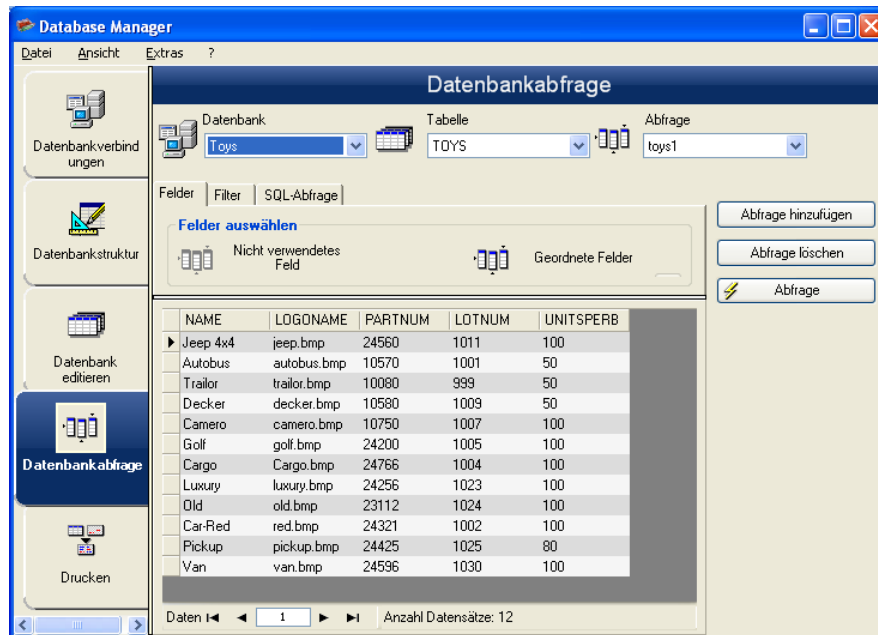 Database Manager
Datei Ansicht Extras ?
Datenbankverbind
ungen
Datenbankstruktur
Datenbank
editieren
Datenbankabfrage
Drucken
Datenbankabfrage
Datenbank Tabelle Abfrage
Toys TOYS toys1
Felder Filter SQL-Abfrage
Felder auswählen
Nicht verwendetes
Feld
Geordnete Felder
Abfrage hinzufügen
Abfrage löschen
Abfrage
NAME LOGONAME PARTNUM LOTNUM UNITSPERB
Jeep 4x4 jeep.bmp 24560 1011 100
Autobus autobus.bmp 10570 1001 50
Trailor trailor.bmp 10080 999 50
Decker decker.bmp 10580 1009 50
Camero camero.bmp 10750 1007 100
Golf golf.bmp 24200 1005 100
Cargo Cargo.bmp 24766 1004 100
Luxury luxury.bmp 24256 1023 100
Old old.bmp 23112 1024 100
Car-Red red.bmp 24321 1002 100
Pickup pickup.bmp 24425 1025 80
Van van.bmp 24596 1030 100
Daten 1 Anzahl Datensätze: 12